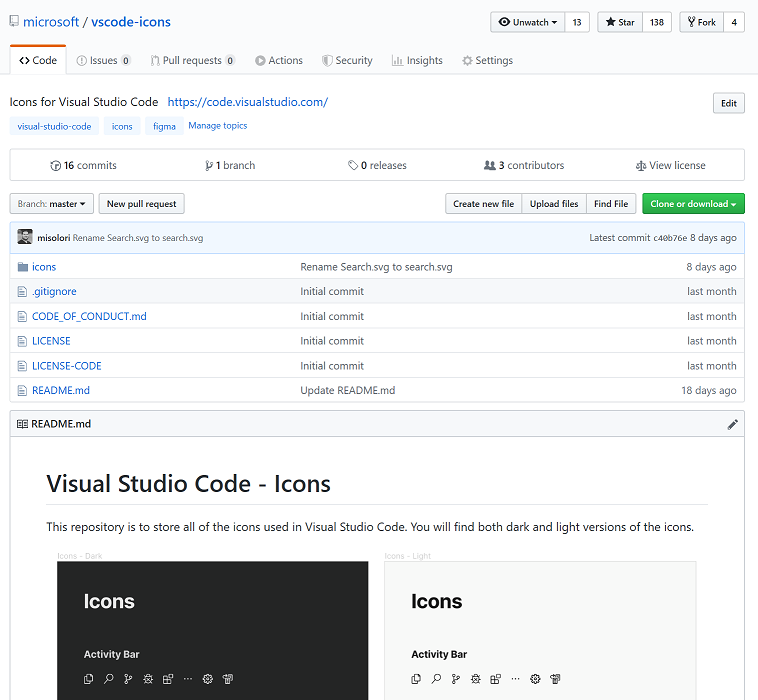 microsoft / vscode-icons
Unwatch 13 Star 138 Fork 4
Code Issues 0 Pull requests 0 Actions Security Insights Settings
Icons for Visual Studio Code https://code.visualstudio.com/ Edit
visual-studio-code icons figma Manage topics
16 commits 1 branch 0 releases 3 contributors View license
Branch: master New pull request Create new file Upload files Find File Clone or download
misolori Rename Search.svg to search.svg Latest commit c40b76e 8 days ago
icons Rename Search.svg to search.svg 8 days ago
.gitignore Initial commit last month
CODE_OF_CONDUCT.md Initial commit last month
LICENSE Initial commit last month
LICENSE-CODE Initial commit last month
README.md Update README.md 18 days ago
README.md
Visual Studio Code - Icons
This repository is to store all of the icons used in Visual Studio Code. You will find both dark and light versions of the icons.
Icons - Dark Icons - Light
Icons Icons
Activity Bar Activity Bar